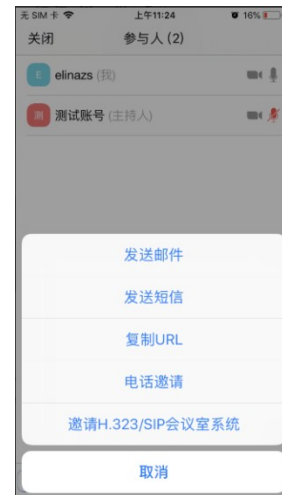 无 SIM 卡 上午11:24 16%
关闭 参与人 (2)
E elinazs (我)
测 测试账号 (主持人)
发送邮件
发送短信
复制URL
电话邀请
邀请H.323/SIP会议室系统
取消